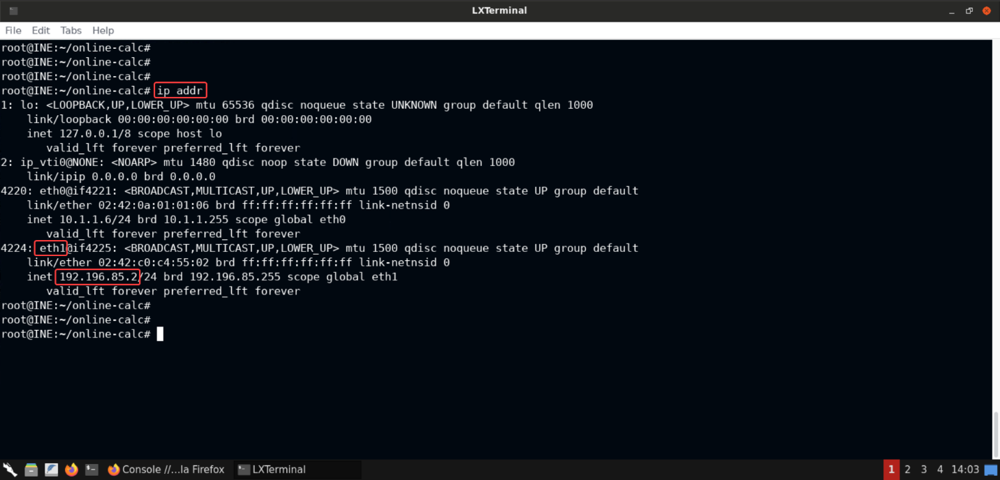 LXTerminal
File Edit Tabs Help
root@INE:~/online-calc#
root@INE:~/online-calc#
root@INE:~/online-calc#
root@INE:~/online-calc# ip addr
1: lo: <LOOPBACK,UP,LOWER_UP> mtu 65536 qdisc noqueue state UNKNOWN group default qlen 1000
    link/loopback 00:00:00:00:00:00 brd 00:00:00:00:00:00
    inet 127.0.0.1/8 scope host lo
       valid_lft forever preferred_lft forever
2: ip_vti0@NONE: <NOARP> mtu 1480 qdisc noop state DOWN group default qlen 1000
    link/ipip 0.0.0.0 brd 0.0.0.0
4220: eth0@if4221: <BROADCAST,MULTICAST,UP,LOWER_UP> mtu 1500 qdisc noqueue state UP group default
    link/ether 02:42:0a:01:01:06 brd ff:ff:ff:ff:ff:ff link-netnsid 0
    inet 10.1.1.6/24 brd 10.1.1.255 scope global eth0
       valid_lft forever preferred_lft forever
4224: eth1@if4225: <BROADCAST,MULTICAST,UP,LOWER_UP> mtu 1500 qdisc noqueue state UP group default
    link/ether 02:42:c0:c4:55:02 brd ff:ff:ff:ff:ff:ff link-netnsid 0
    inet 192.196.85.2/24 brd 192.196.85.255 scope global eth1
       valid_lft forever preferred_lft forever
root@INE:~/online-calc#
root@INE:~/online-calc#
root@INE:~/online-calc#
Console //...la Firefox LXTerminal 1 2 3 4 14:03